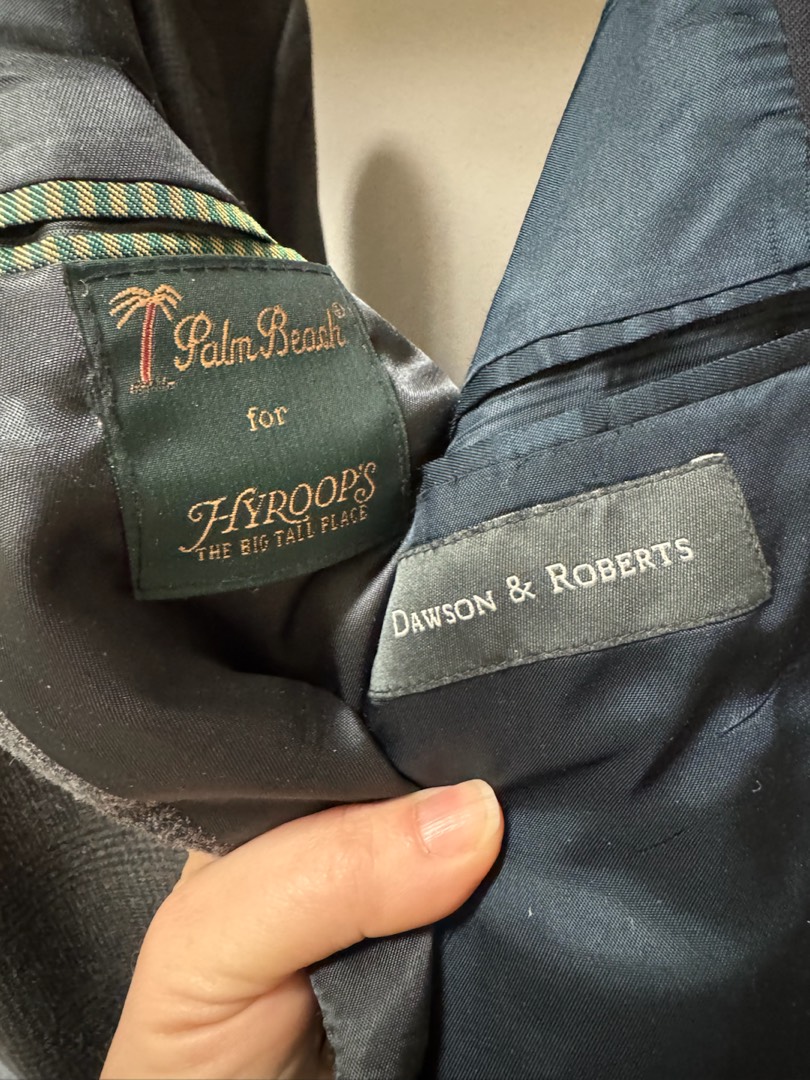 Palm Beach®
for
HYROOP'S
THE BIG TALL PLACE
DAWSON & ROBERTS